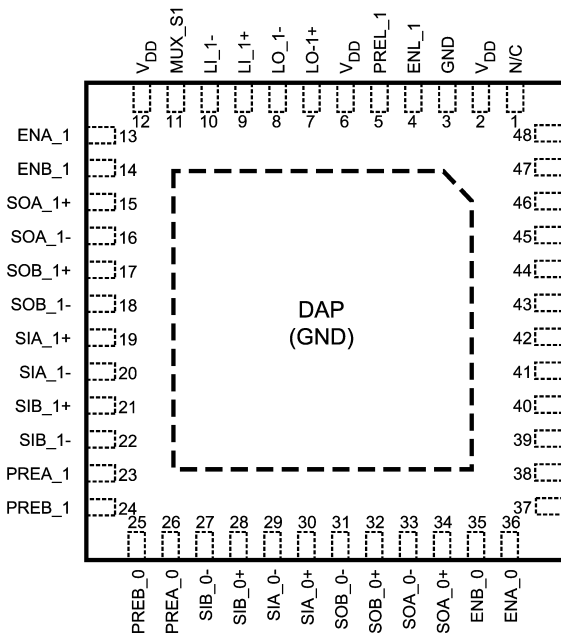 VDD
MUX_S1
LI_1-
LI_1+
LO_1-
LO-1+
VDD
PREL_1
ENL_1
GND
VDD
N/C
12
11
10
9
8
7
6
5
4
3
2
1
ENA_1 13
ENB_1 14
SOA_1+ 15
SOA_1- 16
SOB_1+ 17
SOB_1- 18
SIA_1+ 19
SIA_1- 20
SIB_1+ 21
SIB_1- 22
PREA_1 23
PREB_1 24
DAP
(GND)
48
47
46
45
44
43
42
41
40
39
38
37
25
26
27
28
29
30
31
32
33
34
35
36
PREB_0
PREA_0
SIB_0-
SIB_0+
SIA_0-
SIA_0+
SOB_0-
SOB_0+
SOA_0-
SOA_0+
ENB_0
ENA_0